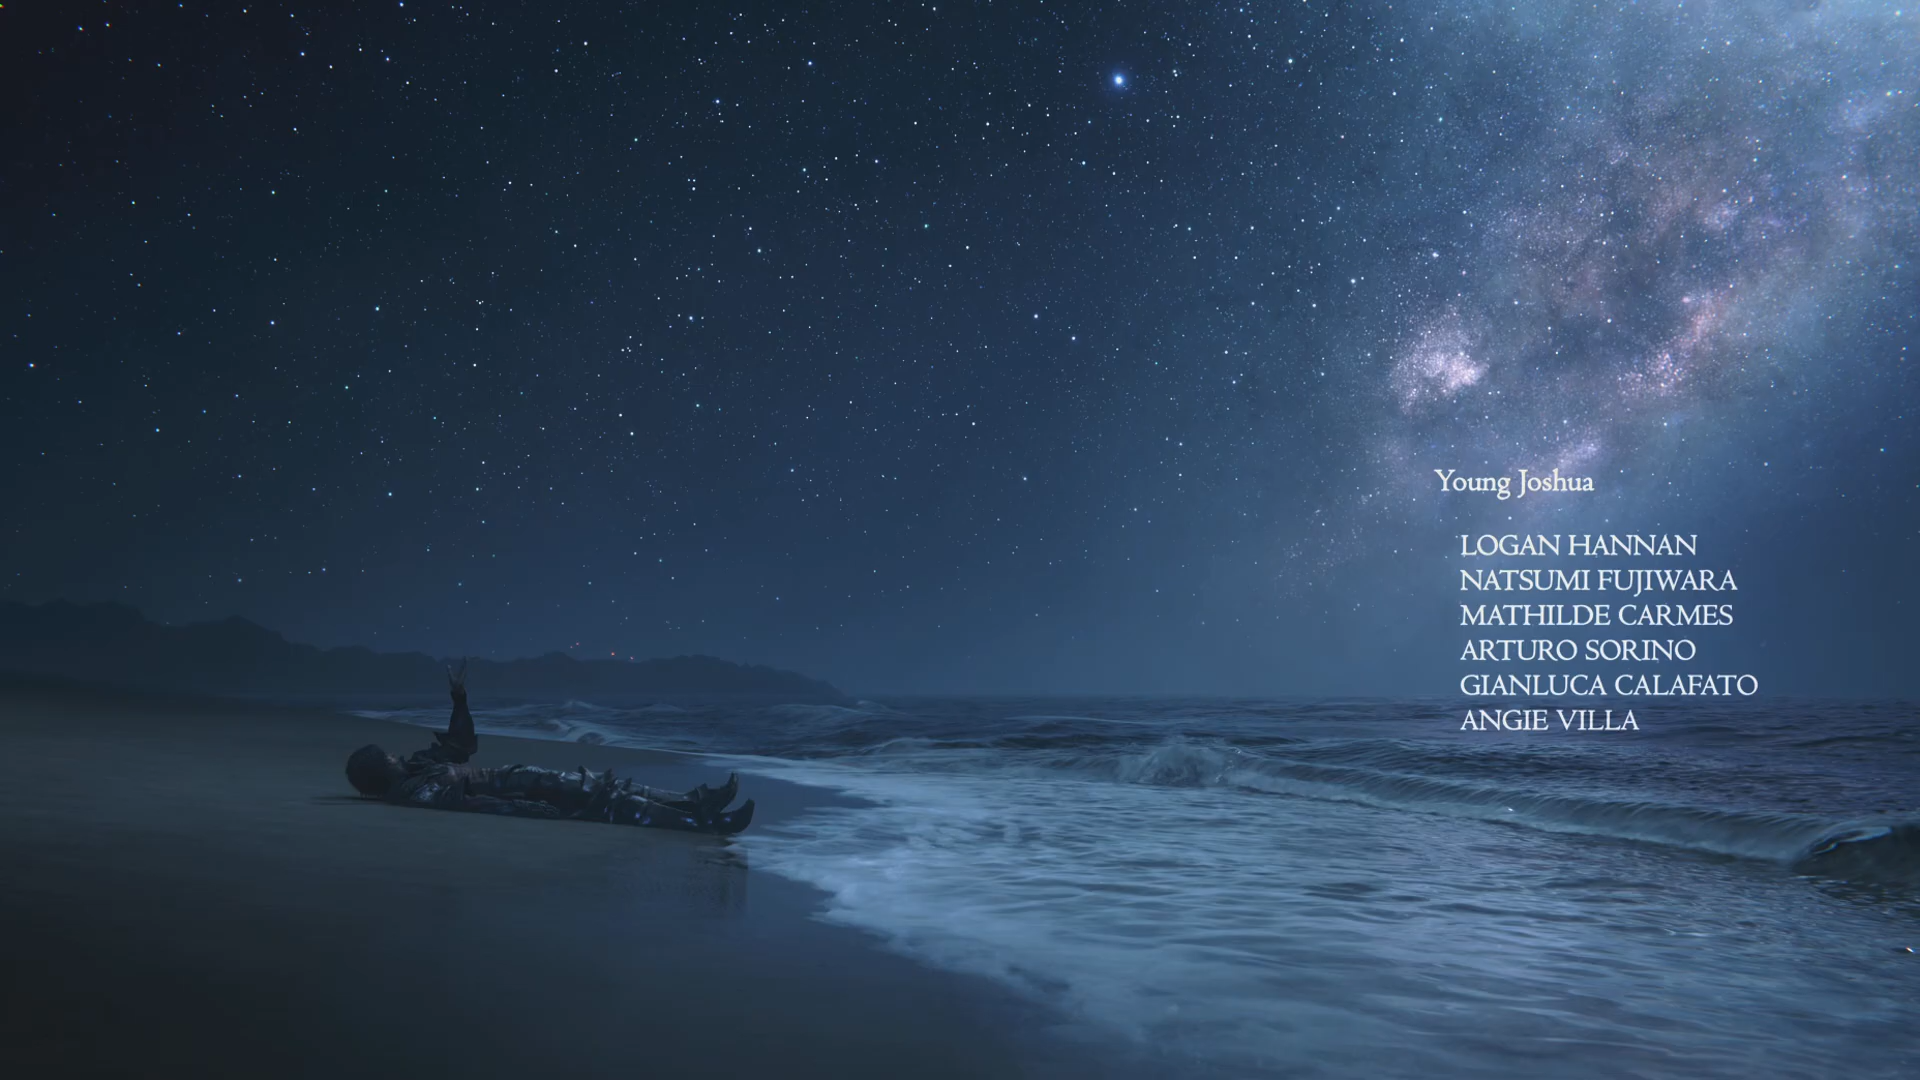 Young Joshua
LOGAN HANNAN
NATSUMI FUJIWARA
MATHILDE CARMES
ARTURO SORINO
GIANLUCA CALAFATO
ANGIE VILLA